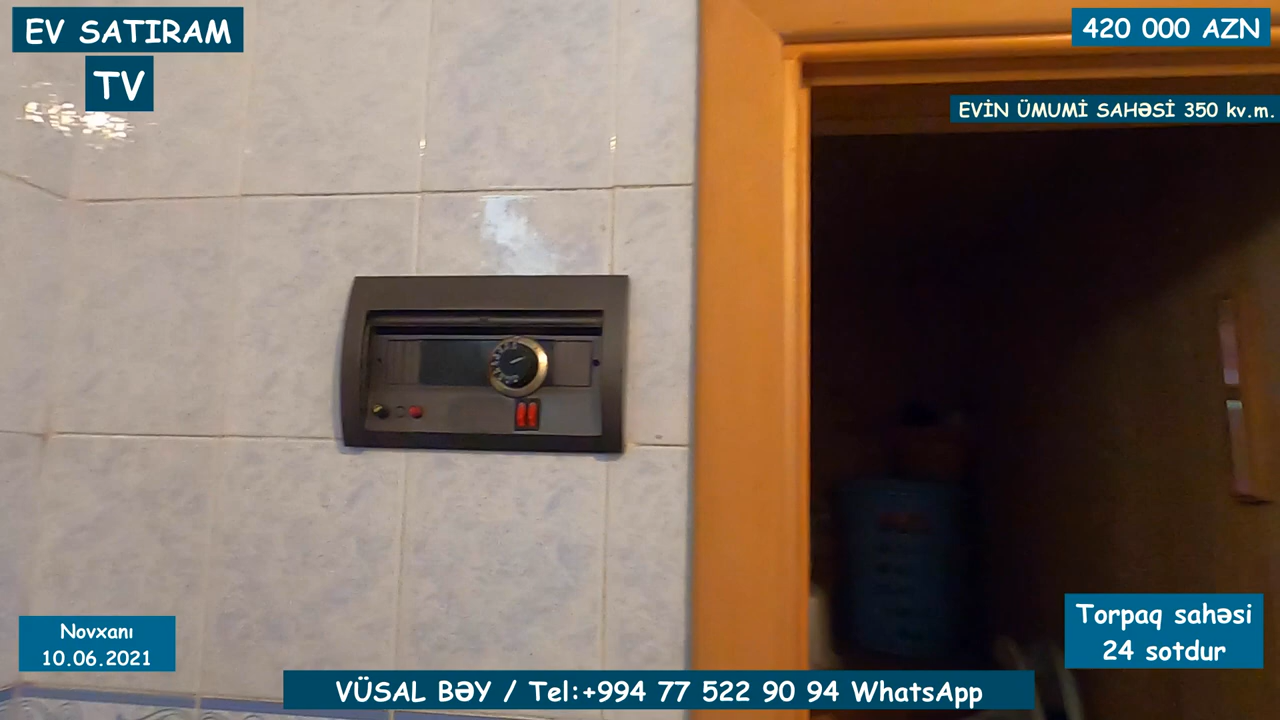 EV SATIRAM
TV
420 000 AZN
EVİN ÜMUMİ SAHƏSİ 350 kv.m.
Novxanı
10.06.2021
Torpaq sahəsi
24 sotdur
VÜSAL BƏY / Tel:+994 77 522 90 94 WhatsApp